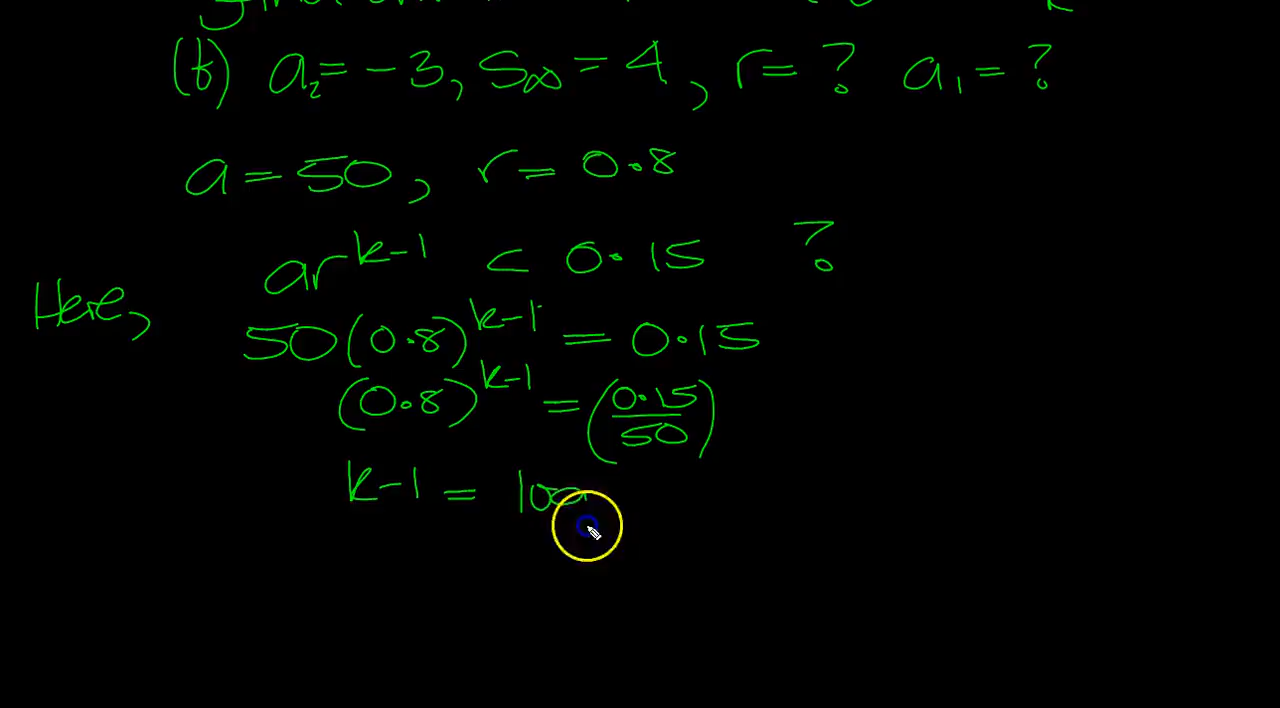 (b) a₂ = -3, S∞ = 4, r = ? a₁ = ?
a = 50, r = 0.8
ar^{k-1} < 0.15 ?
Here,
50(0.8)^{k-1} = 0.15
(0.8)^{k-1} = (0.15/50)
k-1 = log